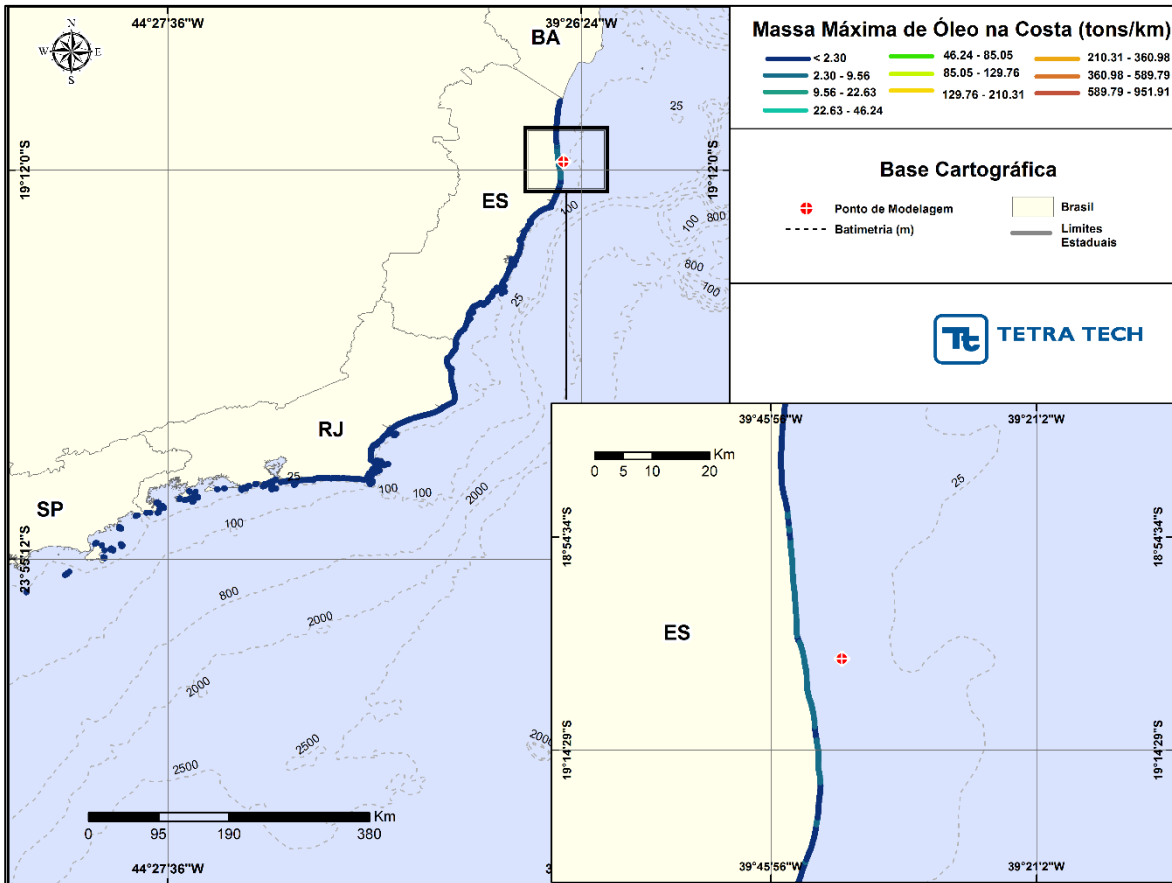 44°27'36"W
39°26'24"W
N
W
E
S
BA
25
19°12'0"S
19°12'0"S
ES
100
800
100
800
100
25
RJ
25
SP
100
100
100
2000
23°55'12"S
800
2000
2000
2500
2500
2000
Km
0 95 190 380
44°27'36"W
3
Massa Máxima de Óleo na Costa (tons/km)
< 2.30
2.30 - 9.56
9.56 - 22.63
22.63 - 46.24
46.24 - 85.05
85.05 - 129.76
129.76 - 210.31
210.31 - 360.98
360.98 - 589.79
589.79 - 951.91
Base Cartográfica
Ponto de Modelagem
Batimetria (m)
Brasil
Limites
Estaduais
Tt
TETRA TECH
39°45'56"W
39°21'2"W
Km
0 5 10 20
25
18°54'34"S
18°54'34"S
ES
19°14'29"S
19°14'29"S
39°45'56"W
39°21'2"W